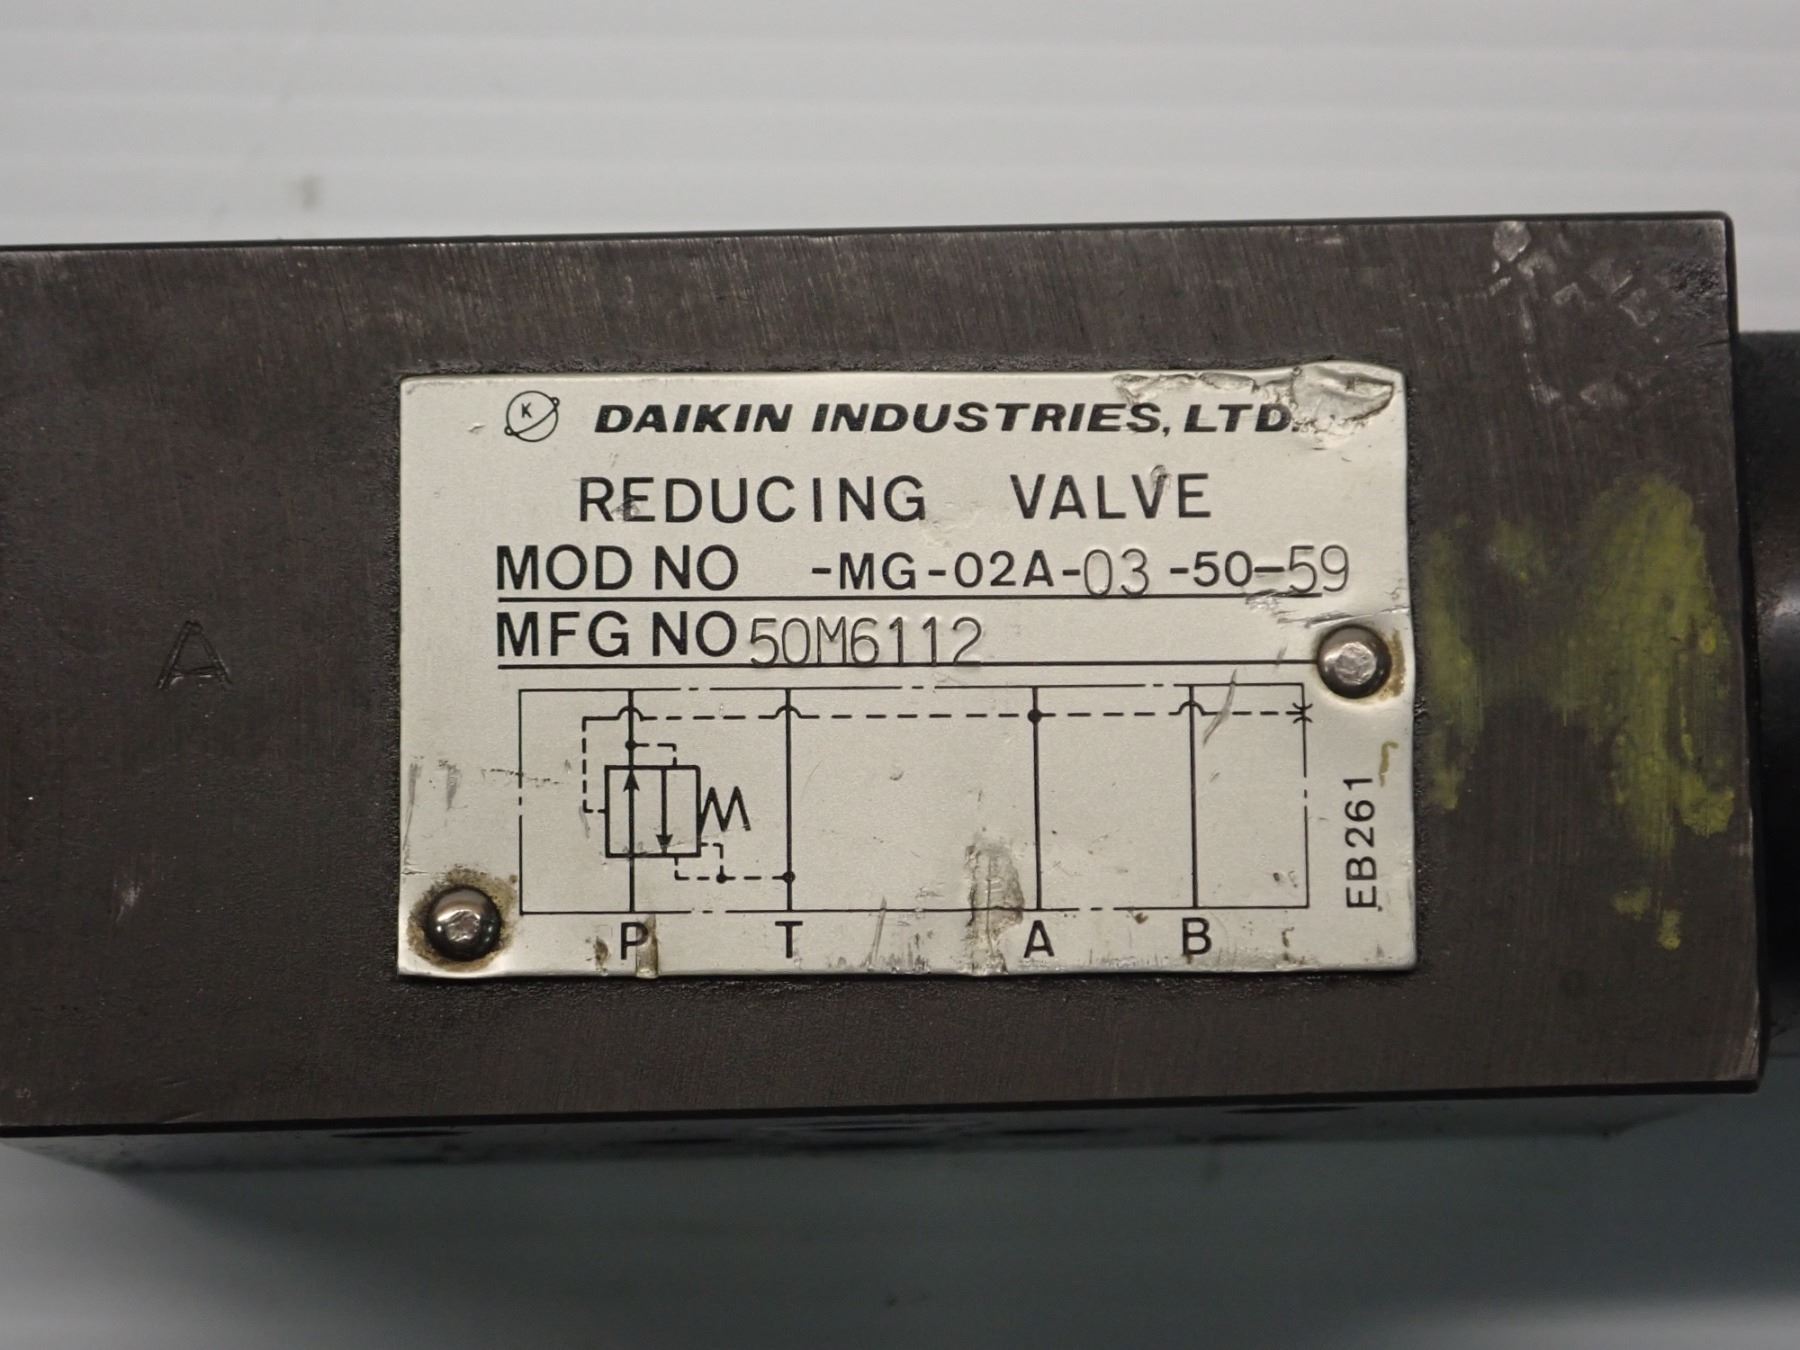 K DAIKIN INDUSTRIES, LTD.
REDUCING VALVE
MOD NO -MG-02A-03-50-59
MFG NO 50M6112
EB261
P T A B
A